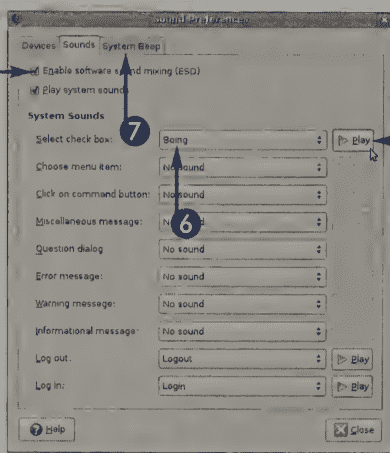 Sound Preferences
Devices Sounds System Beep
Enable software sound mixing (ESD)
Play system sounds
7
System Sounds
Select check box: Boing Play
Choose menu item: No sound
Click on command button: No sound
6
Miscellaneous message: No sound
Question dialog No sound
Error message: No sound
Warning message: No sound
Informational message: No sound
Log out: Logout Play
Log in: Login Play
Help Close